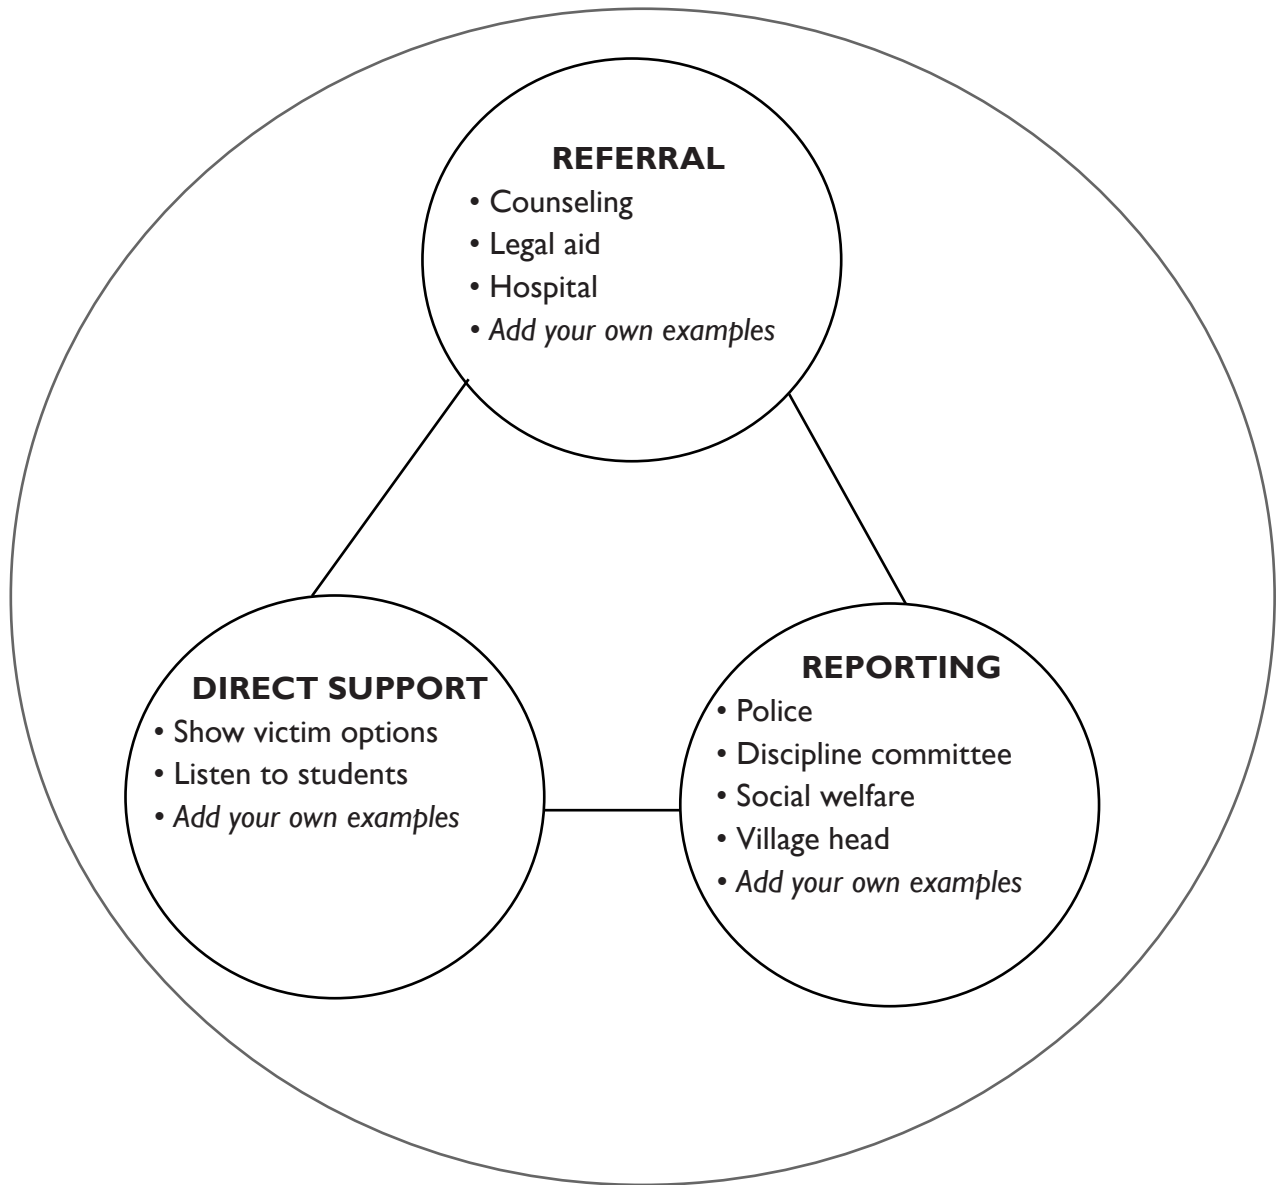 REFERRAL
• Counseling
• Legal aid
• Hospital
• Add your own examples
DIRECT SUPPORT
• Show victim options
• Listen to students
• Add your own examples
REPORTING
• Police
• Discipline committee
• Social welfare
• Village head
• Add your own examples